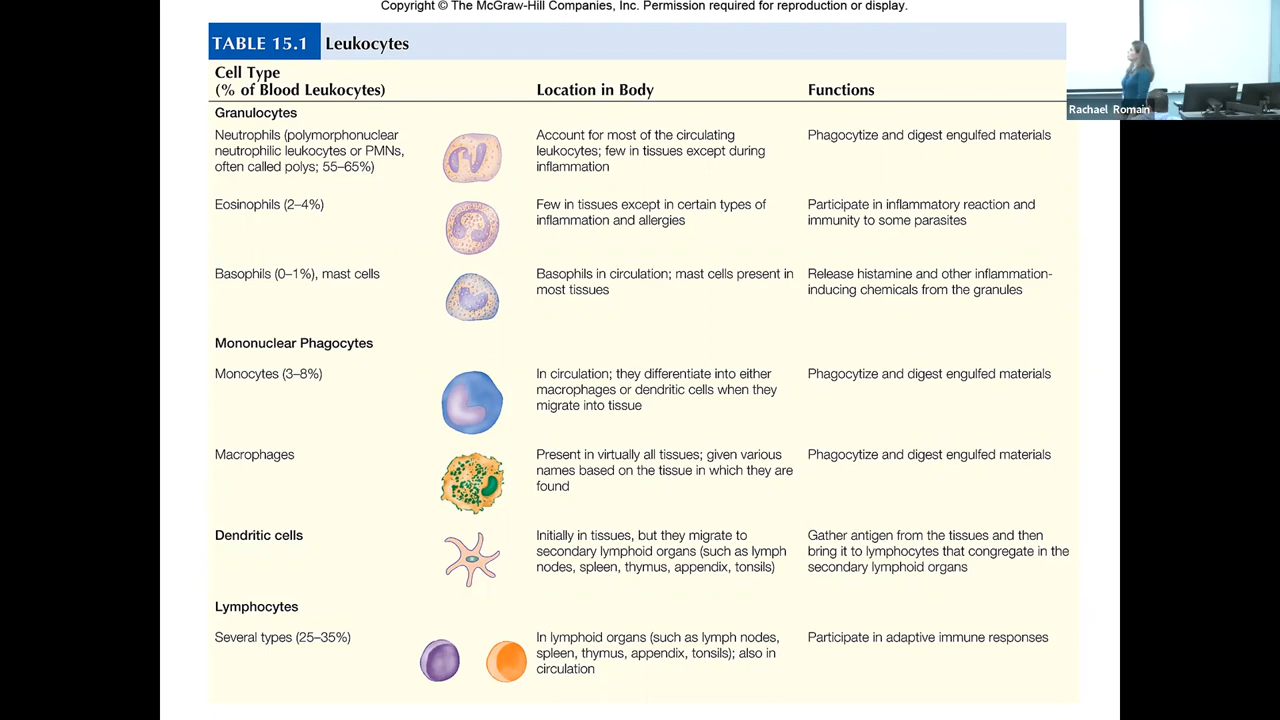 Copyright © The McGraw-Hill Companies, Inc. Permission required for reproduction or display.
TABLE 15.1 Leukocytes
Cell Type
(% of Blood Leukocytes) Location in Body Functions
Granulocytes
Neutrophils (polymorphonuclear
neutrophilic leukocytes or PMNs,
often called polys; 55–65%)
Account for most of the circulating
leukocytes; few in tissues except during
inflammation
Phagocytize and digest engulfed materials
Eosinophils (2–4%)
Few in tissues except in certain types of
inflammation and allergies
Participate in inflammatory reaction and
immunity to some parasites
Basophils (0–1%), mast cells
Basophils in circulation; mast cells present in
most tissues
Release histamine and other inflammation-
inducing chemicals from the granules
Mononuclear Phagocytes
Monocytes (3–8%)
In circulation; they differentiate into either
macrophages or dendritic cells when they
migrate into tissue
Phagocytize and digest engulfed materials
Macrophages
Present in virtually all tissues; given various
names based on the tissue in which they are
found
Phagocytize and digest engulfed materials
Dendritic cells
Initially in tissues, but they migrate to
secondary lymphoid organs (such as lymph
nodes, spleen, thymus, appendix, tonsils)
Gather antigen from the tissues and then
bring it to lymphocytes that congregate in the
secondary lymphoid organs
Lymphocytes
Several types (25–35%)
In lymphoid organs (such as lymph nodes,
spleen, thymus, appendix, tonsils); also in
circulation
Participate in adaptive immune responses
Rachael Romain